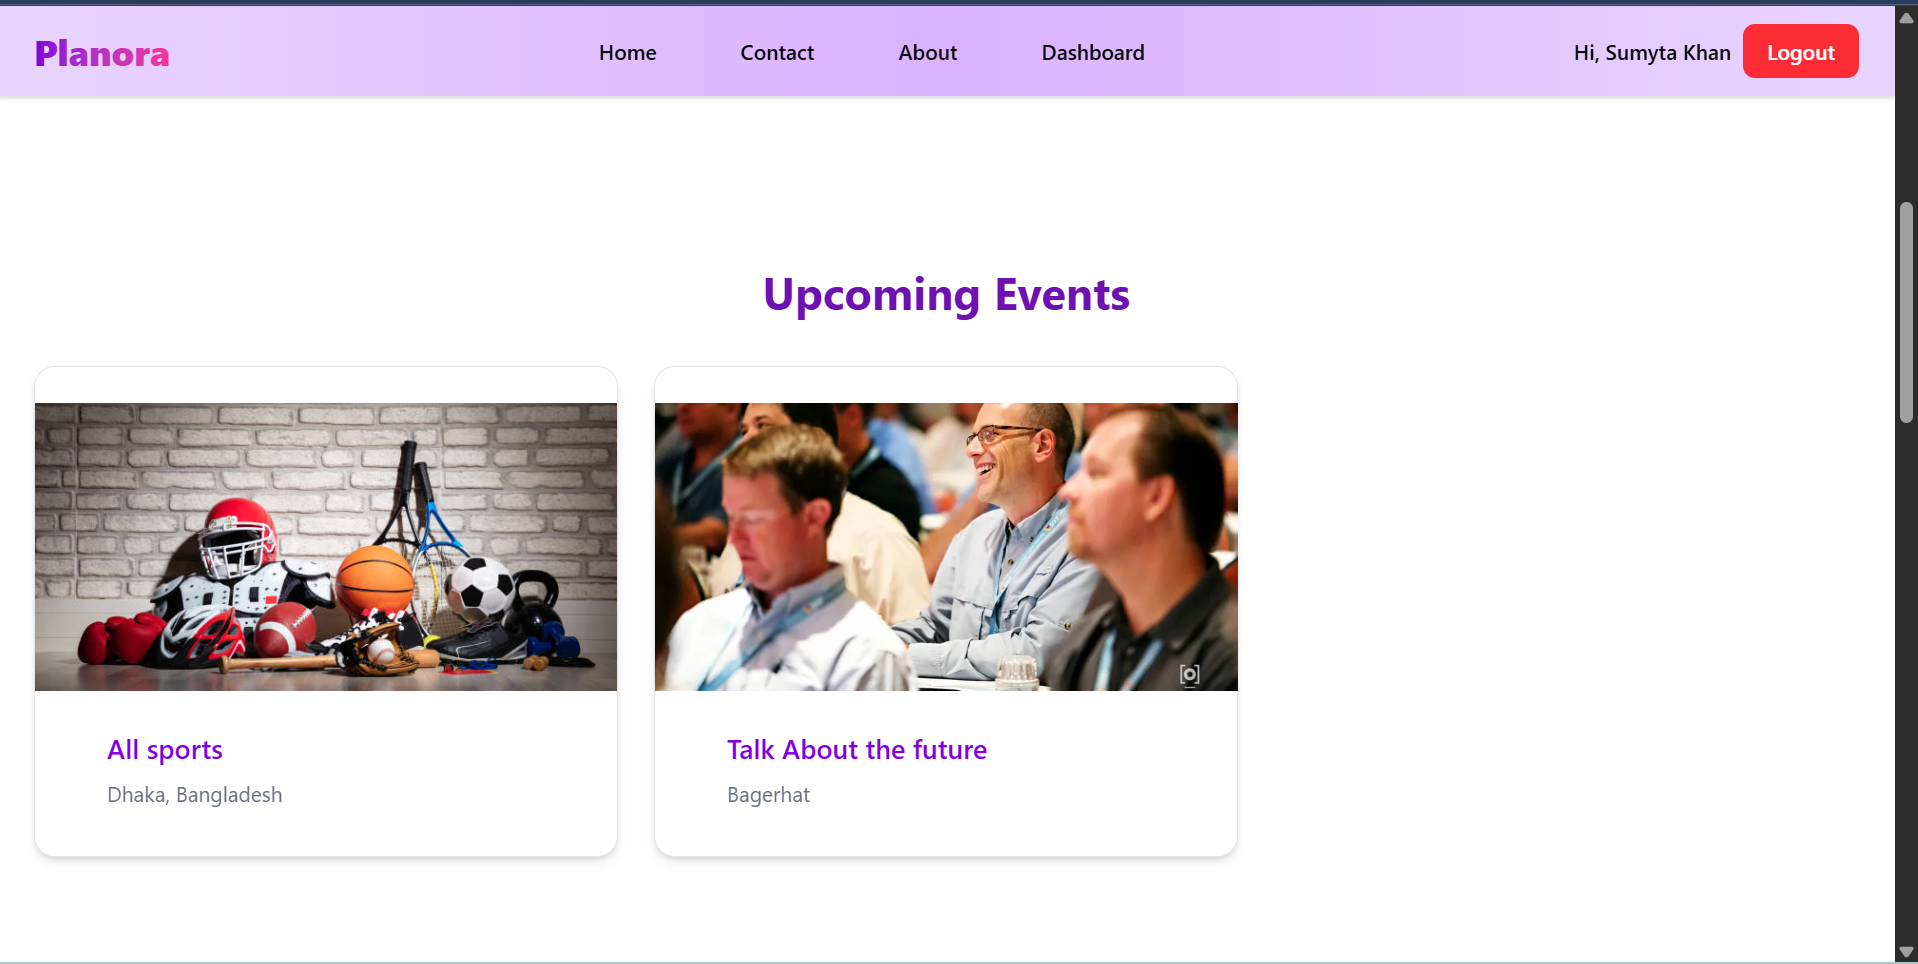 Planora
Home
Contact
About
Dashboard
Hi, Sumyta Khan
Logout
Upcoming Events
All sports
Dhaka, Bangladesh
Talk About the future
Bagerhat